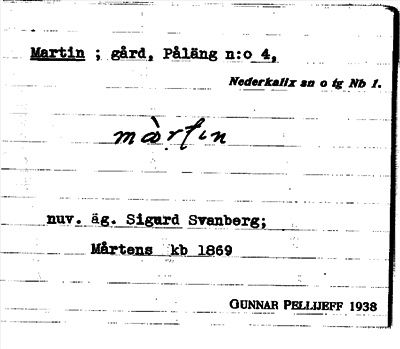 Martin ; gård, Påläng n:o 4,
Nederkalix sn o tg Nb l.
màrtin
nuv. äg. Sigurd Svanberg;
Mårtens kb 1869
GUNNAR PELLIJEFF 1938